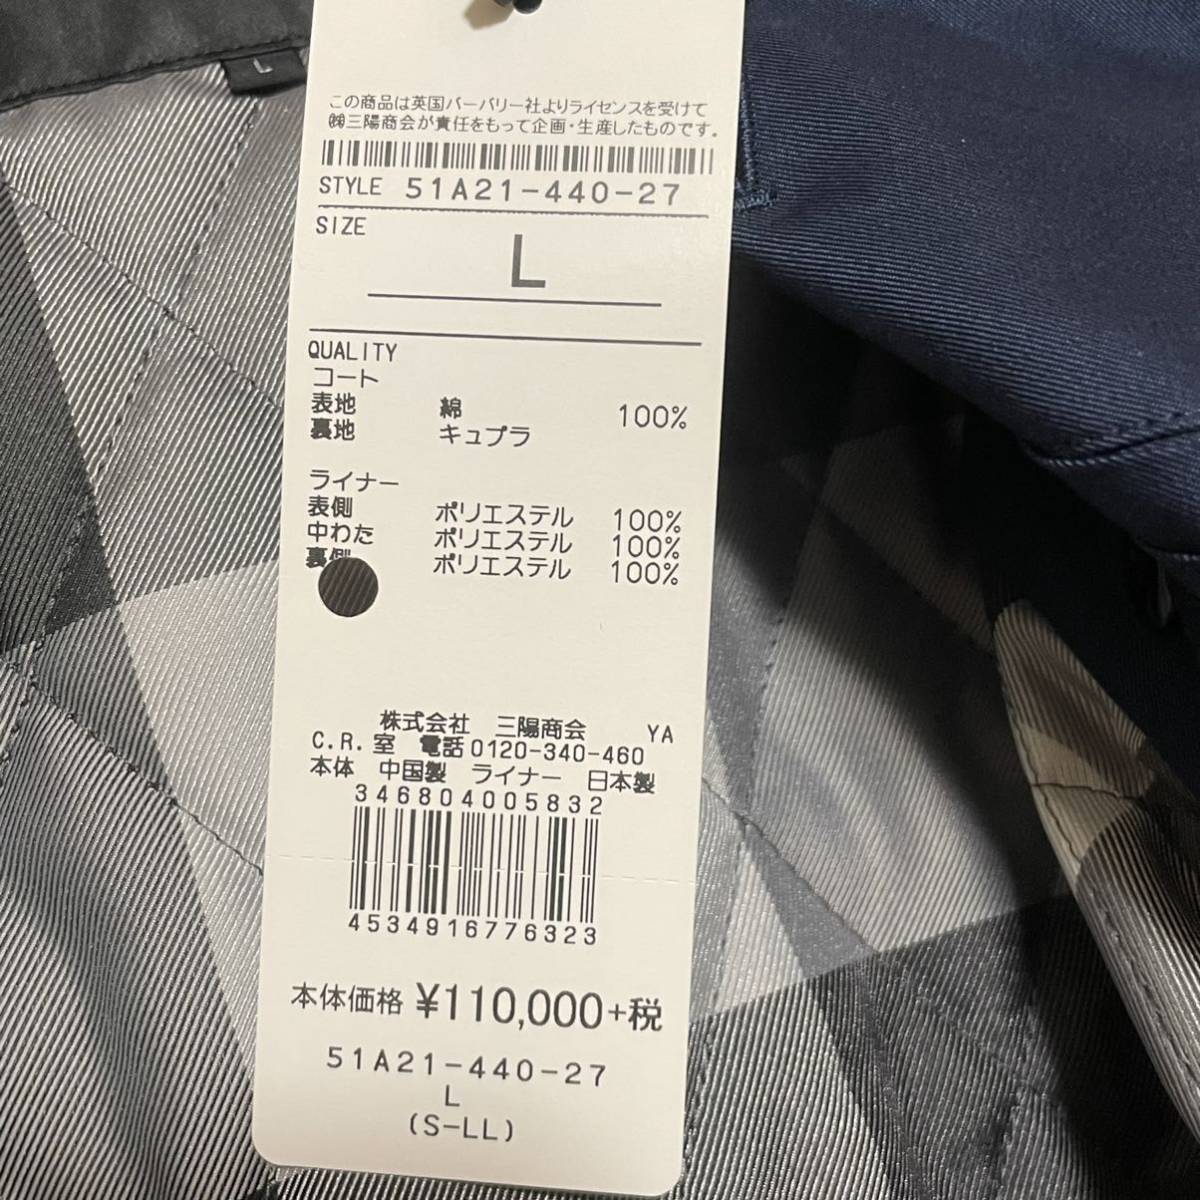 L
この商品は英国バーバリー社よりライセンスを受けて
㈱三陽商会が責任をもって企画・生産したものです。
STYLE 51A21-440-27
SIZE
L
QUALITY
コート
表地 綿 100%
裏地 キュプラ
ライナー
表側 ポリエステル 100%
中わた ポリエステル 100%
裏側 ポリエステル 100%
株式会社 三陽商会 YA
C.R.室 電話0120-340-460
本体 中国製 ライナー 日本製
346804005832
4534916776323
本体価格 ¥110,000+税
51A21-440-27
L
(S-LL)